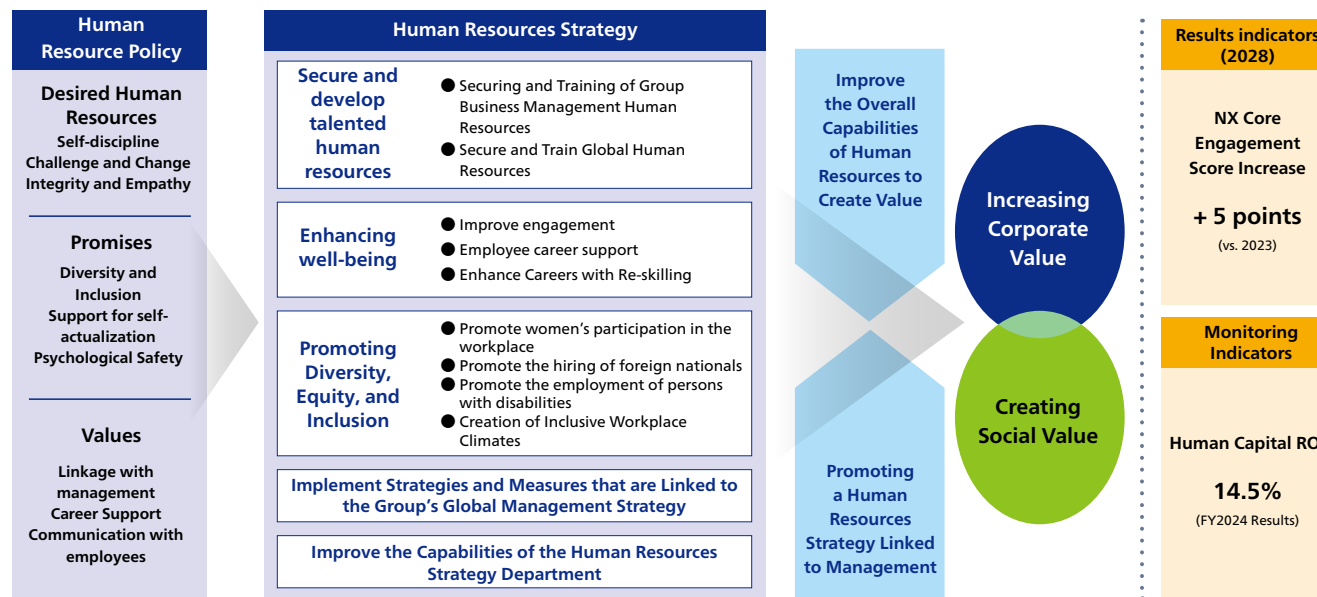 Human
Resource Policy
Desired Human
Resources
Self-discipline
Challenge and Change
Integrity and Empathy
Promises
Diversity and
Inclusion
Support for self-
actualization
Psychological Safety
Values
Linkage with
management
Career Support
Communication with
employees
Human Resources Strategy
Secure and
develop
talented
human
resources
● Securing and Training of Group
Business Management Human
Resources
● Secure and Train Global Human
Resources
Enhancing
well-being
● Improve engagement
● Employee career support
● Enhance Careers with Re-skilling
Promoting
Diversity,
Equity, and
Inclusion
● Promote women’s participation in the
workplace
● Promote the hiring of foreign nationals
● Promote the employment of persons
with disabilities
● Creation of Inclusive Workplace
Climates
Implement Strategies and Measures that are Linked to
the Group’s Global Management Strategy
Improve the Capabilities of the Human Resources
Strategy Department
Improve
the Overall
Capabilities
of Human
Resources to
Create Value
Promoting
a Human
Resources
Strategy Linked
to Management
Increasing
Corporate
Value
Creating
Social Value
Results indicators
(2028)
NX Core
Engagement
Score Increase
+ 5 points
(vs. 2023)
Monitoring
Indicators
Human Capital
14.5%
(FY2024 Results)